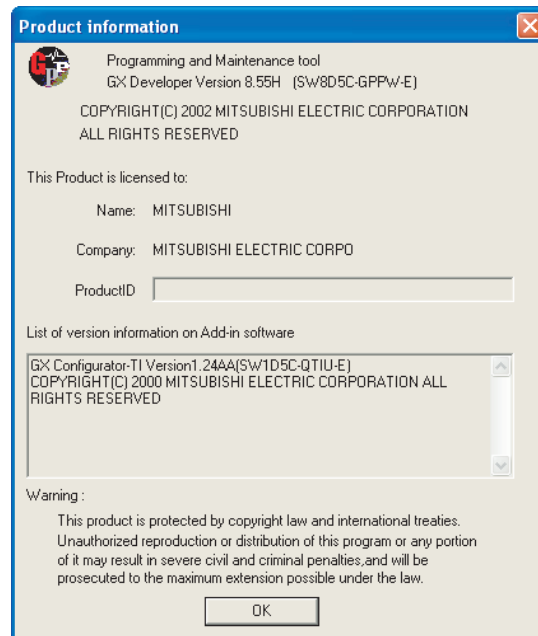 Product information
GPP
Programming and Maintenance tool
GX Developer Version 8.55H (SW8D5C-GPPW-E)
COPYRIGHT(C) 2002 MITSUBISHI ELECTRIC CORPORATION
ALL RIGHTS RESERVED
This Product is licensed to:
Name: MITSUBISHI
Company: MITSUBISHI ELECTRIC CORPO
ProductID
List of version information on Add-in software
GX Configurator-TI Version1.24AA(SW1D5C-QTIU-E)
COPYRIGHT(C) 2000 MITSUBISHI ELECTRIC CORPORATION ALL
RIGHTS RESERVED
Warning :
This product is protected by copyright law and international treaties.
Unauthorized reproduction or distribution of this program or any portion
of it may result in severe civil and criminal penalties,and will be
prosecuted to the maximum extension possible under the law.
OK